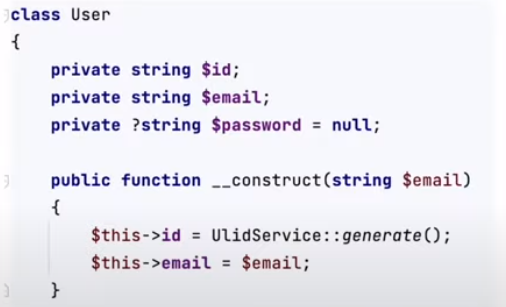 class User
{
    private string $id;
    private string $email;
    private ?string $password = null;
    public function __construct(string $email)
    {
        $this->id = UlidService::generate();
        $this->email = $email;
    }